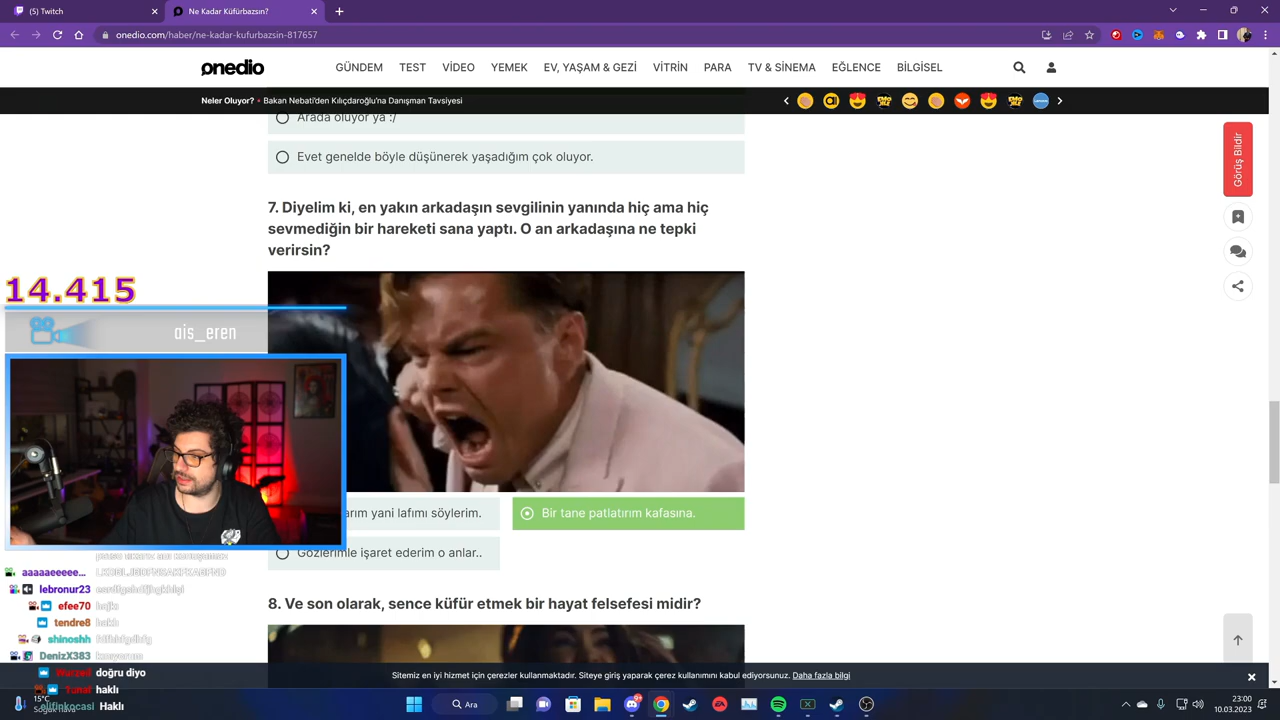 (5) Twitch
Ne Kadar Küfürbazsın?
onedio.com/haber/ne-kadar-kufurbazsin-817657
onedio
GÜNDEM TEST VİDEO YEMEK EV, YAŞAM & GEZİ VİTRİN PARA TV & SİNEMA EĞLENCE BİLGİSEL
Neler Oluyor? • Bakan Nebati'den Kılıçdaroğlu'na Danışman Tavsiyesi
Arada oluyor ya :/
Evet genelde böyle düşünerek yaşadığım çok oluyor.
Görüş Bildir
7. Diyelim ki, en yakın arkadaşın sevgilinin yanında hiç ama hiç
sevmediğin bir hareketi sana yaptı. O an arkadaşına ne tepki
verirsin?
14.415
ais_eren
yani lafımı söylerim.
Bir tane patlatırım kafasına.
Gözlerimle işaret ederim o anlar..
aaaaaeeeee...
lebronur23
efee70
tendre8 haklı
shinoshh
DenizX383
doğru diyo
haklı
Haklı
8. Ve son olarak, sence küfür etmek bir hayat felsefesi midir?
Sitemiz en iyi hizmet için çerezler kullanmaktadır. Siteye giriş yaparak çerez kullanımını kabul ediyorsunuz. Daha fazla bilgi
15°C
Ara
23:00
10.03.2023